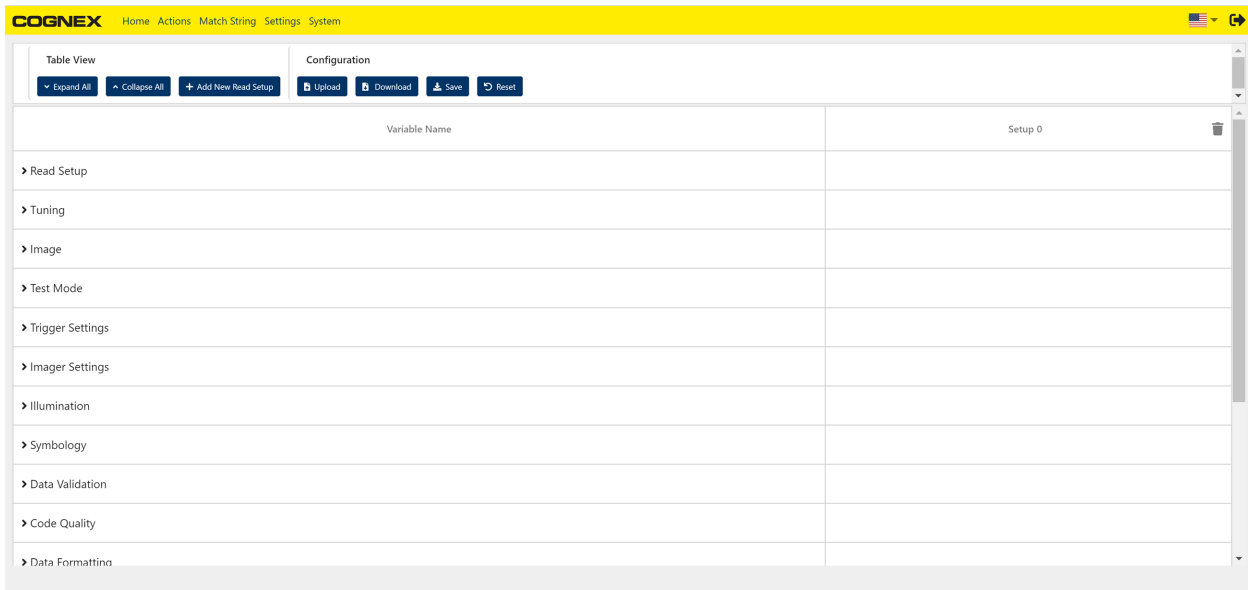 COGNEX Home Actions Match String Settings System
Table View Configuration
Expand All Collapse All Add New Read Setup Upload Download Save Reset
Variable Name Setup 0
Read Setup
Tuning
Image
Test Mode
Trigger Settings
Imager Settings
Illumination
Symbology
Data Validation
Code Quality
Data Formatting